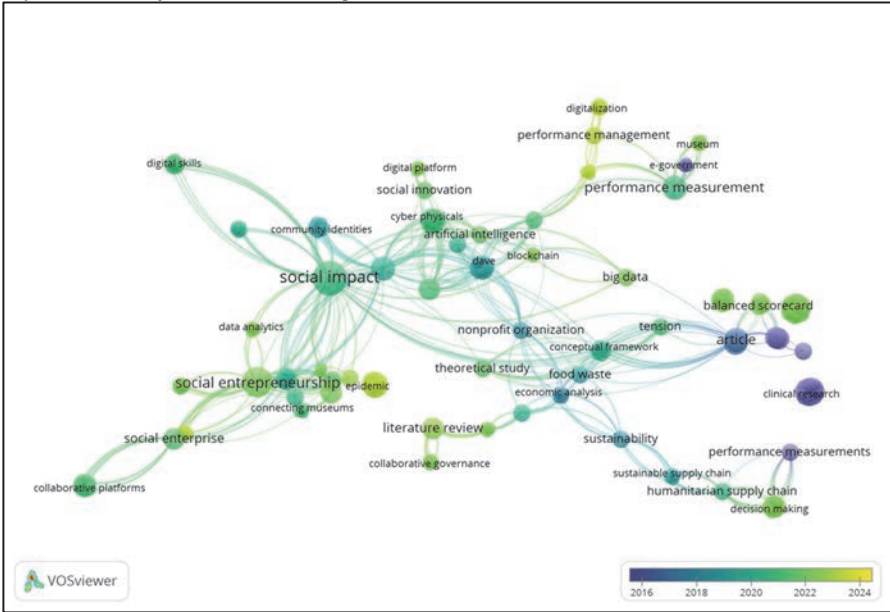 digitalization
performance management
museum
e-government
performance measurement
digital skills
digital platform
social innovation
cyber physicals
community identities
artificial intelligence
dave
blockchain
social impact
big data
balanced scorecard
data analytics
nonprofit organization
tension
article
conceptual framework
theoretical study
food waste
social entrepreneurship
epidemic
economic analysis
clinical research
connecting museums
literature review
social enterprise
sustainability
performance measurements
collaborative governance
sustainable supply chain
collaborative platforms
humanitarian supply chain
decision making
VOSviewer
2016 2018 2020 2022 2024